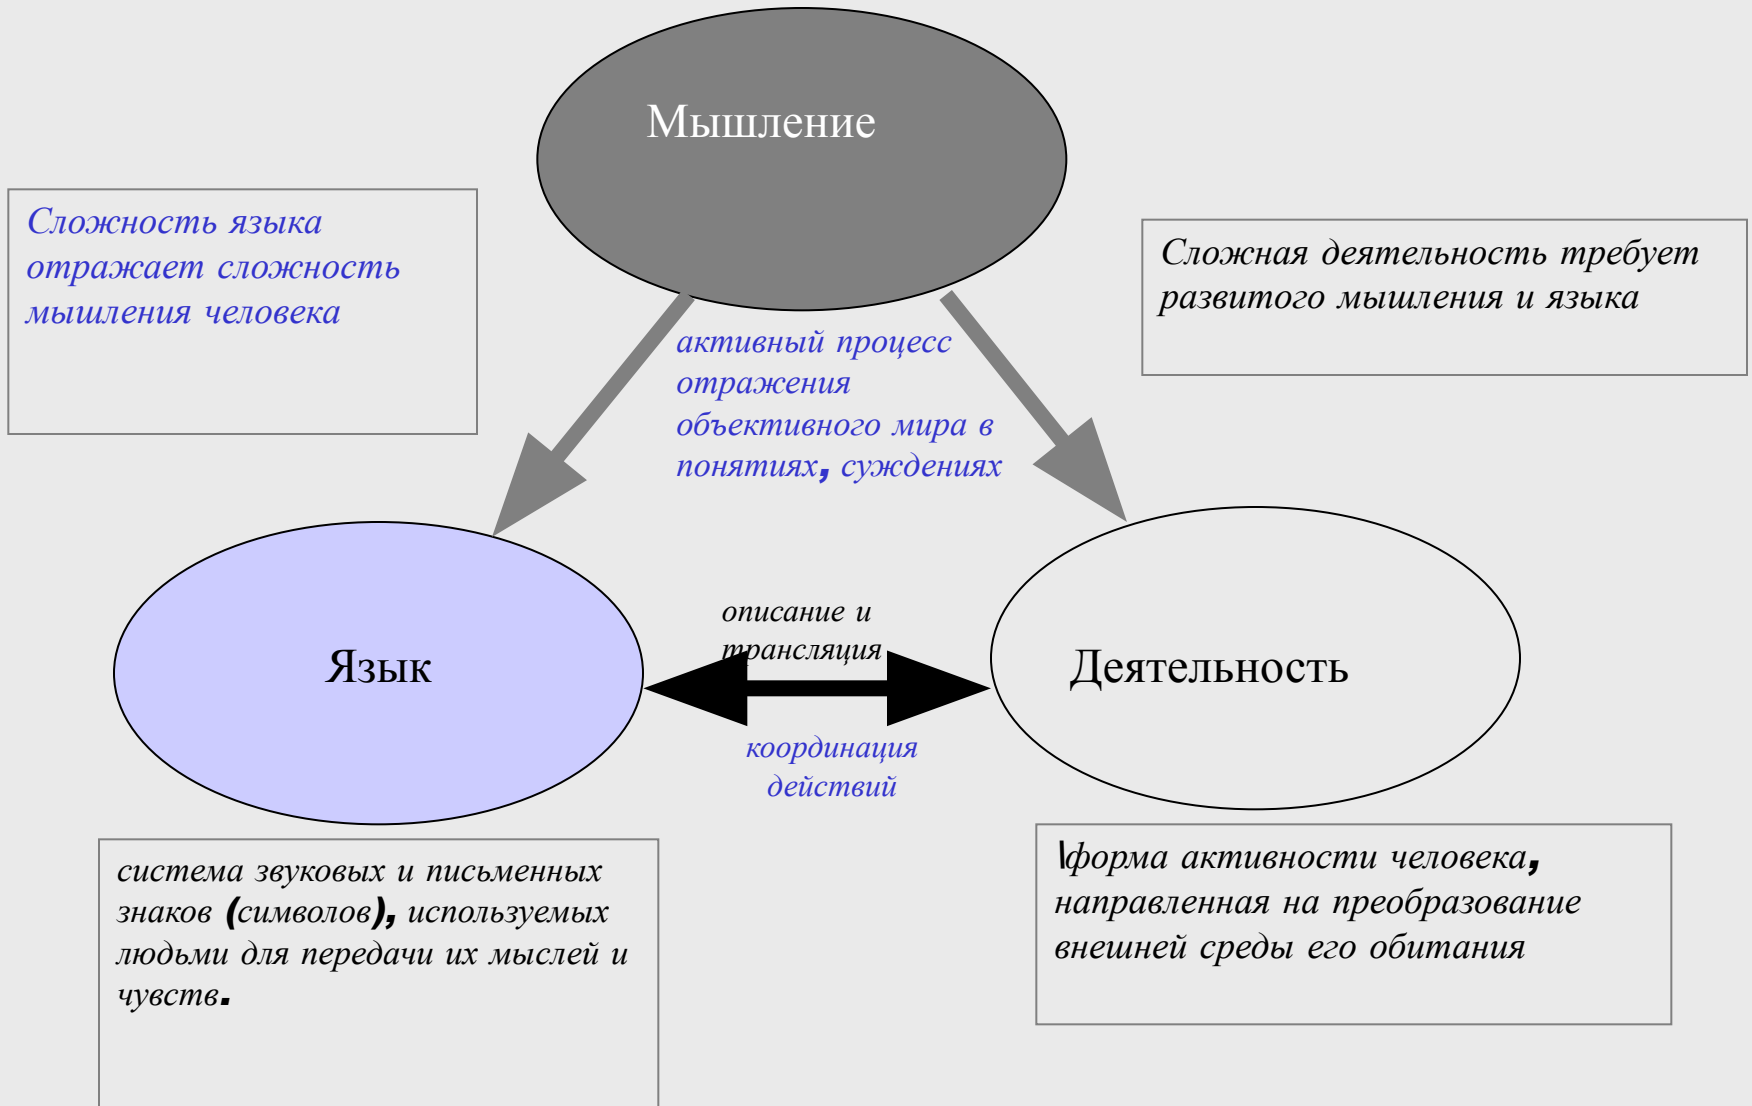 Мышление
Сложность языка
отражает сложность
мышления человека
Сложная деятельность требует
развитого мышления и языка
активный процесс
отражения
объективного мира в
понятиях, суждениях
описание и
трансляция
Язык
Деятельность
координация
действий
система звуковых и письменных
знаков (символов), используемых
людьми для передачи их мыслей и
чувств.
\форма активности человека,
направленная на преобразование
внешней среды его обитания